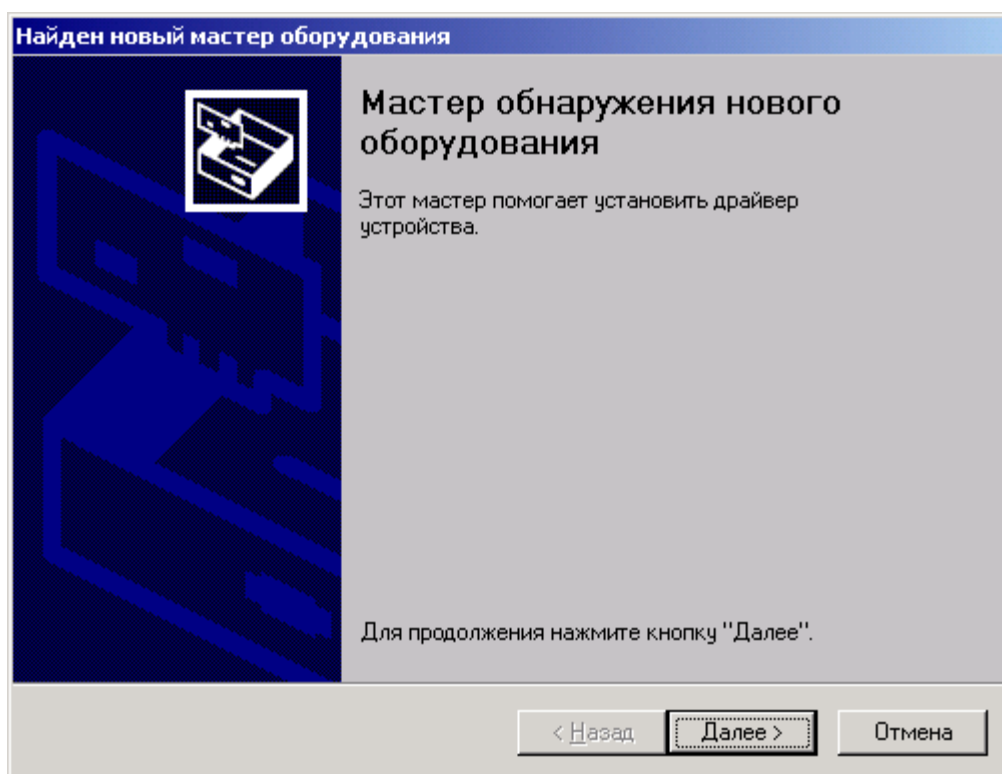 Найден новый мастер оборудования
Мастер обнаружения нового
оборудования
Этот мастер помогает установить драйвер
устройства.
Для продолжения нажмите кнопку "Далее".
< Назад
Далее >
Отмена